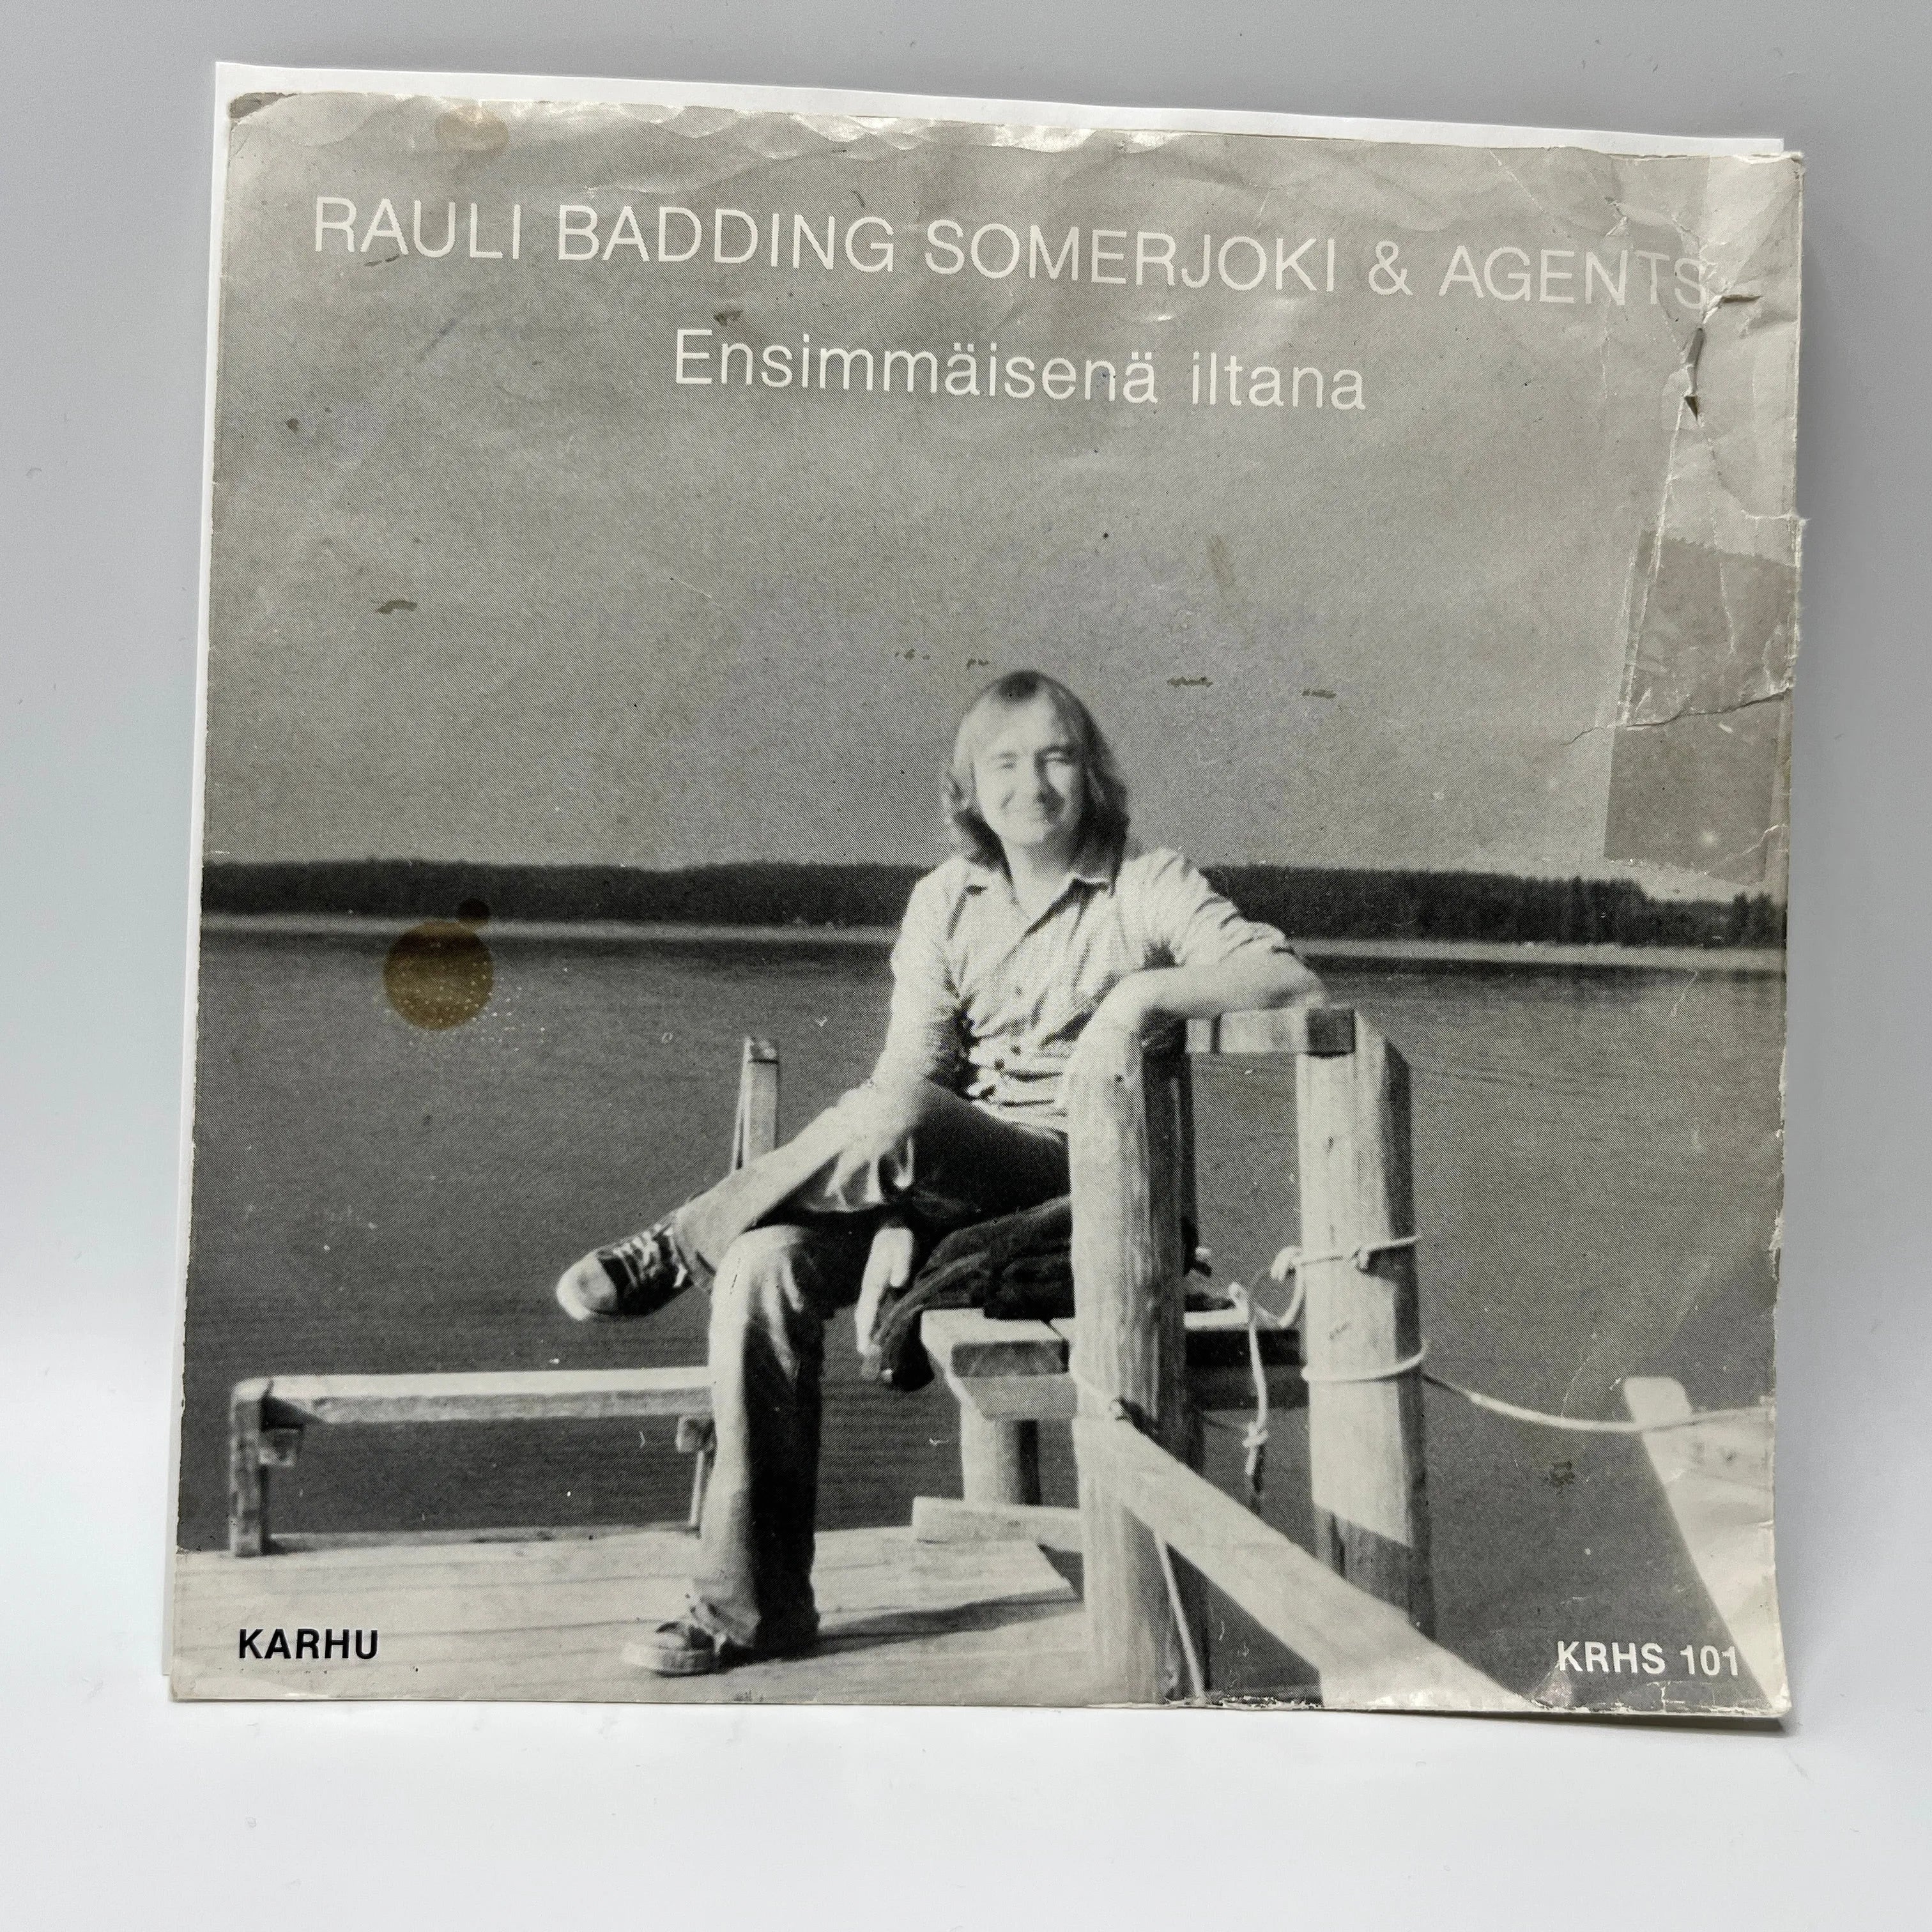 RAULI BADDING SOMERJOKI & AGENTS
Ensimmäisenä iltana
KARHU
KRHS 101